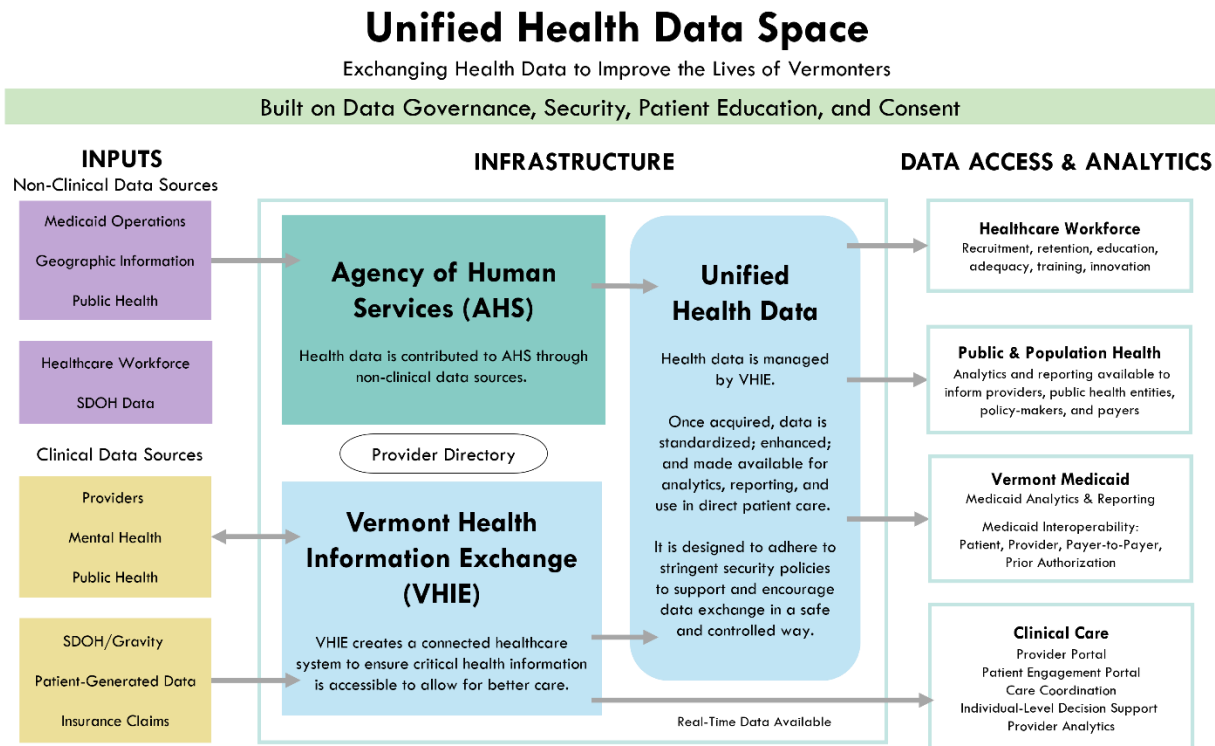 Unified Health Data Space
Exchanging Health Data to Improve the Lives of Vermonters
Built on Data Governance, Security, Patient Education, and Consent
INPUTS
Non-Clinical Data Sources
Medicaid Operations
Geographic Information
Public Health
Healthcare Workforce
SDOH Data
Clinical Data Sources
Providers
Mental Health
Public Health
SDOH/Gravity
Patient-Generated Data
Insurance Claims
INFRASTRUCTURE
Agency of Human
Services (AHS)
Health data is contributed to AHS through
non-clinical data sources.
Provider Directory
Vermont Health
Information Exchange
(VHIE)
VHIE creates a connected healthcare
system to ensure critical health information
is accessible to allow for better care.
Unified
Health Data
Health data is managed
by VHIE.
Once acquired, data is
standardized; enhanced;
and made available for
analytics, reporting, and
use in direct patient care.
It is designed to adhere to
stringent security policies
to support and encourage
data exchange in a safe
and controlled way.
Real-Time Data Available
DATA ACCESS & ANALYTICS
Healthcare Workforce
Recruitment, retention, education,
adequacy, training, innovation
Public & Population Health
Analytics and reporting available to
inform providers, public health entities,
policy-makers, and payers
Vermont Medicaid
Medicaid Analytics & Reporting
Medicaid Interoperability:
Patient, Provider, Payer-to-Payer,
Prior Authorization
Clinical Care
Provider Portal
Patient Engagement Portal
Care Coordination
Individual-Level Decision Support
Provider Analytics